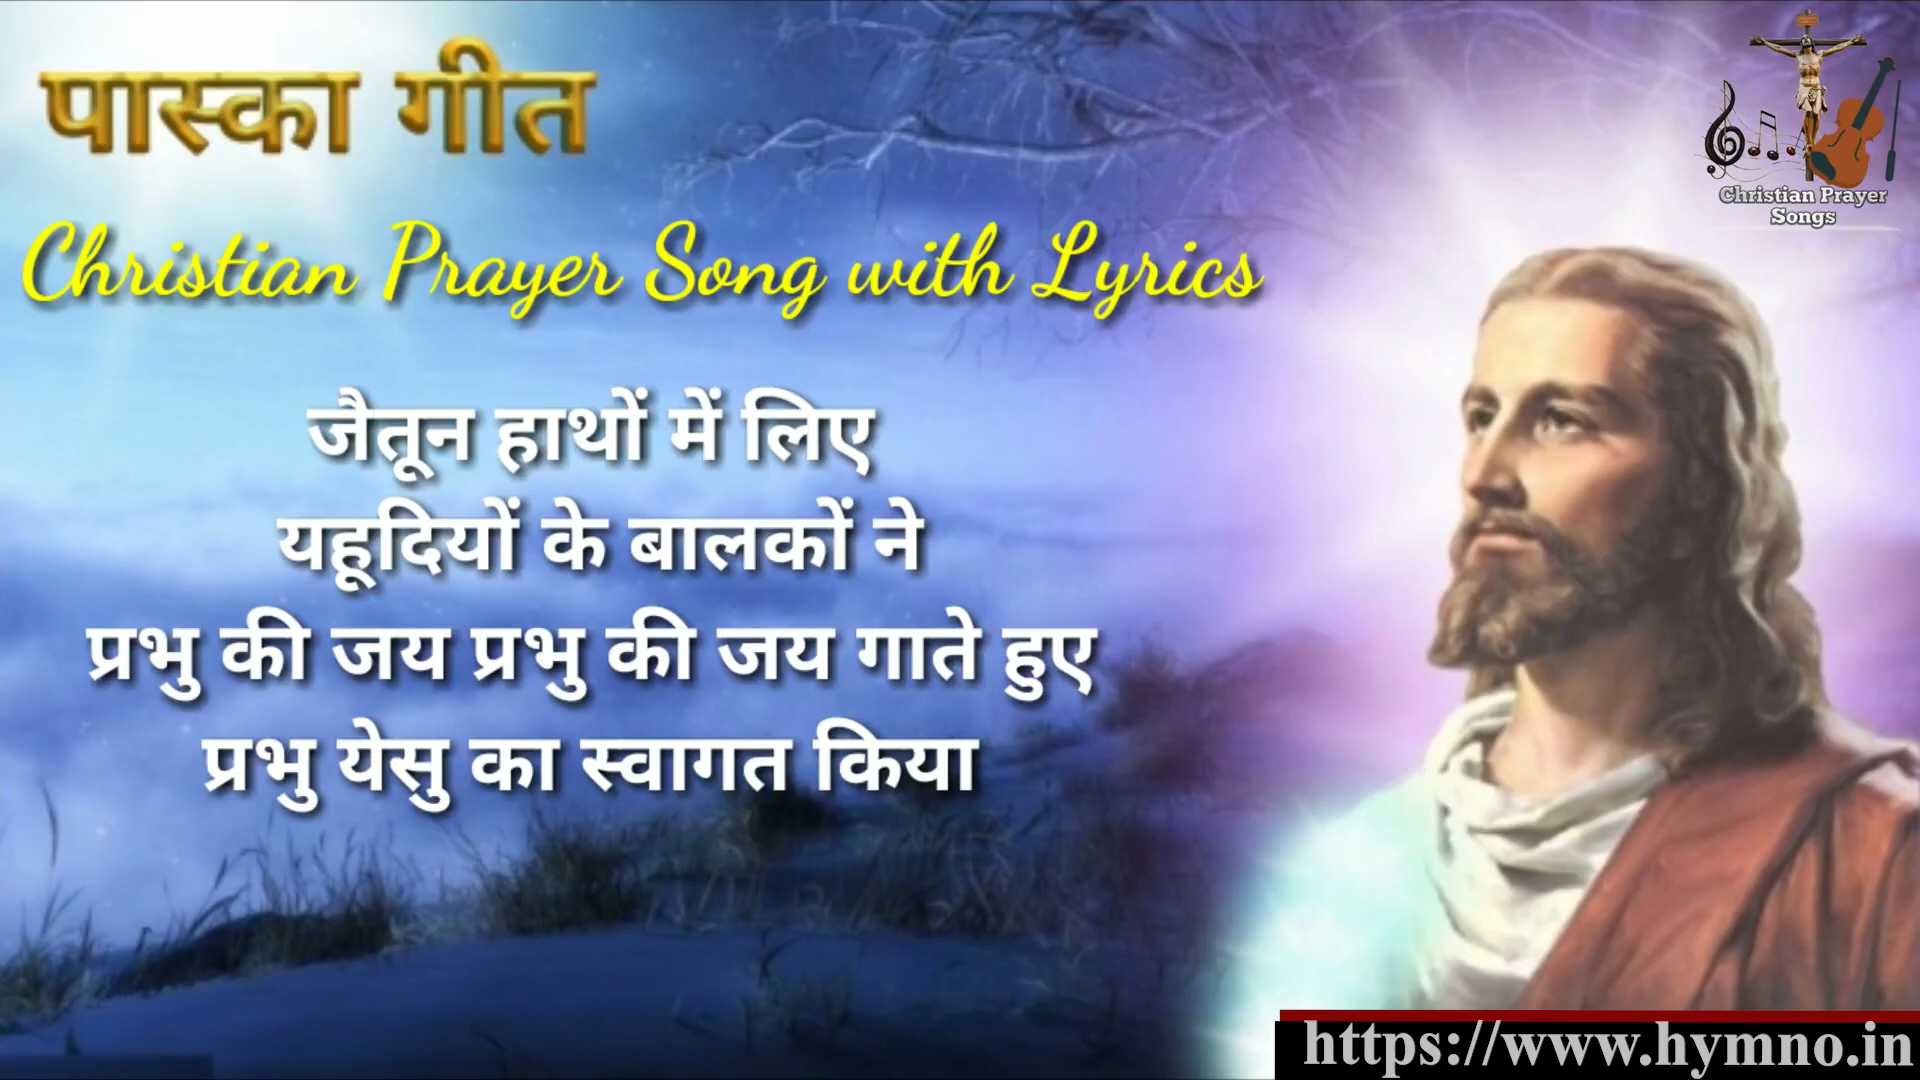 पास्का गीत
Christian Prayer
Songs
Christian Prayer Song with Lyrics
जैतून हाथों में लिए
यहूदियों के बालकों ने
प्रभु की जय प्रभु की जय गाते हुए
प्रभु येसु का स्वागत किया
https://www.hymno.in